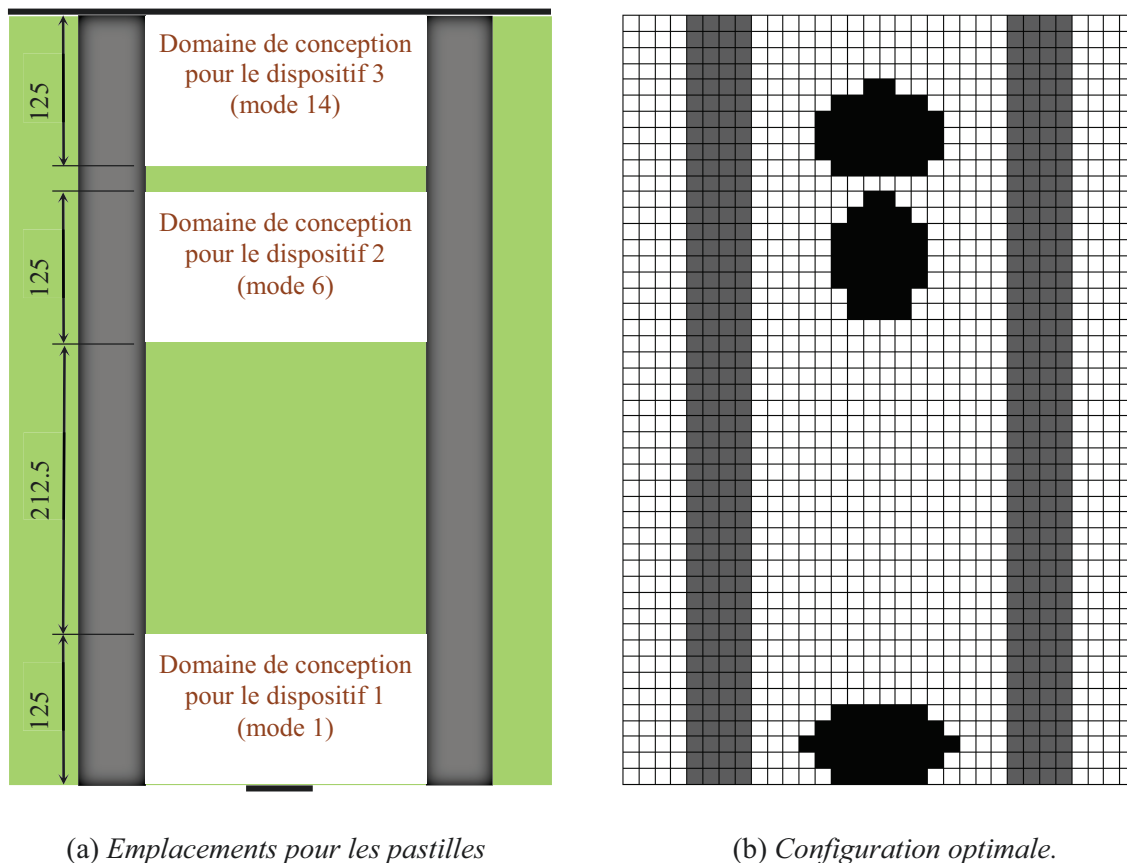 Domaine de conception
pour le dispositif 3
(mode 14)
125
Domaine de conception
pour le dispositif 2
(mode 6)
125
212.5
Domaine de conception
pour le dispositif 1
(mode 1)
125
(a) Emplacements pour les pastilles
(b) Configuration optimale.